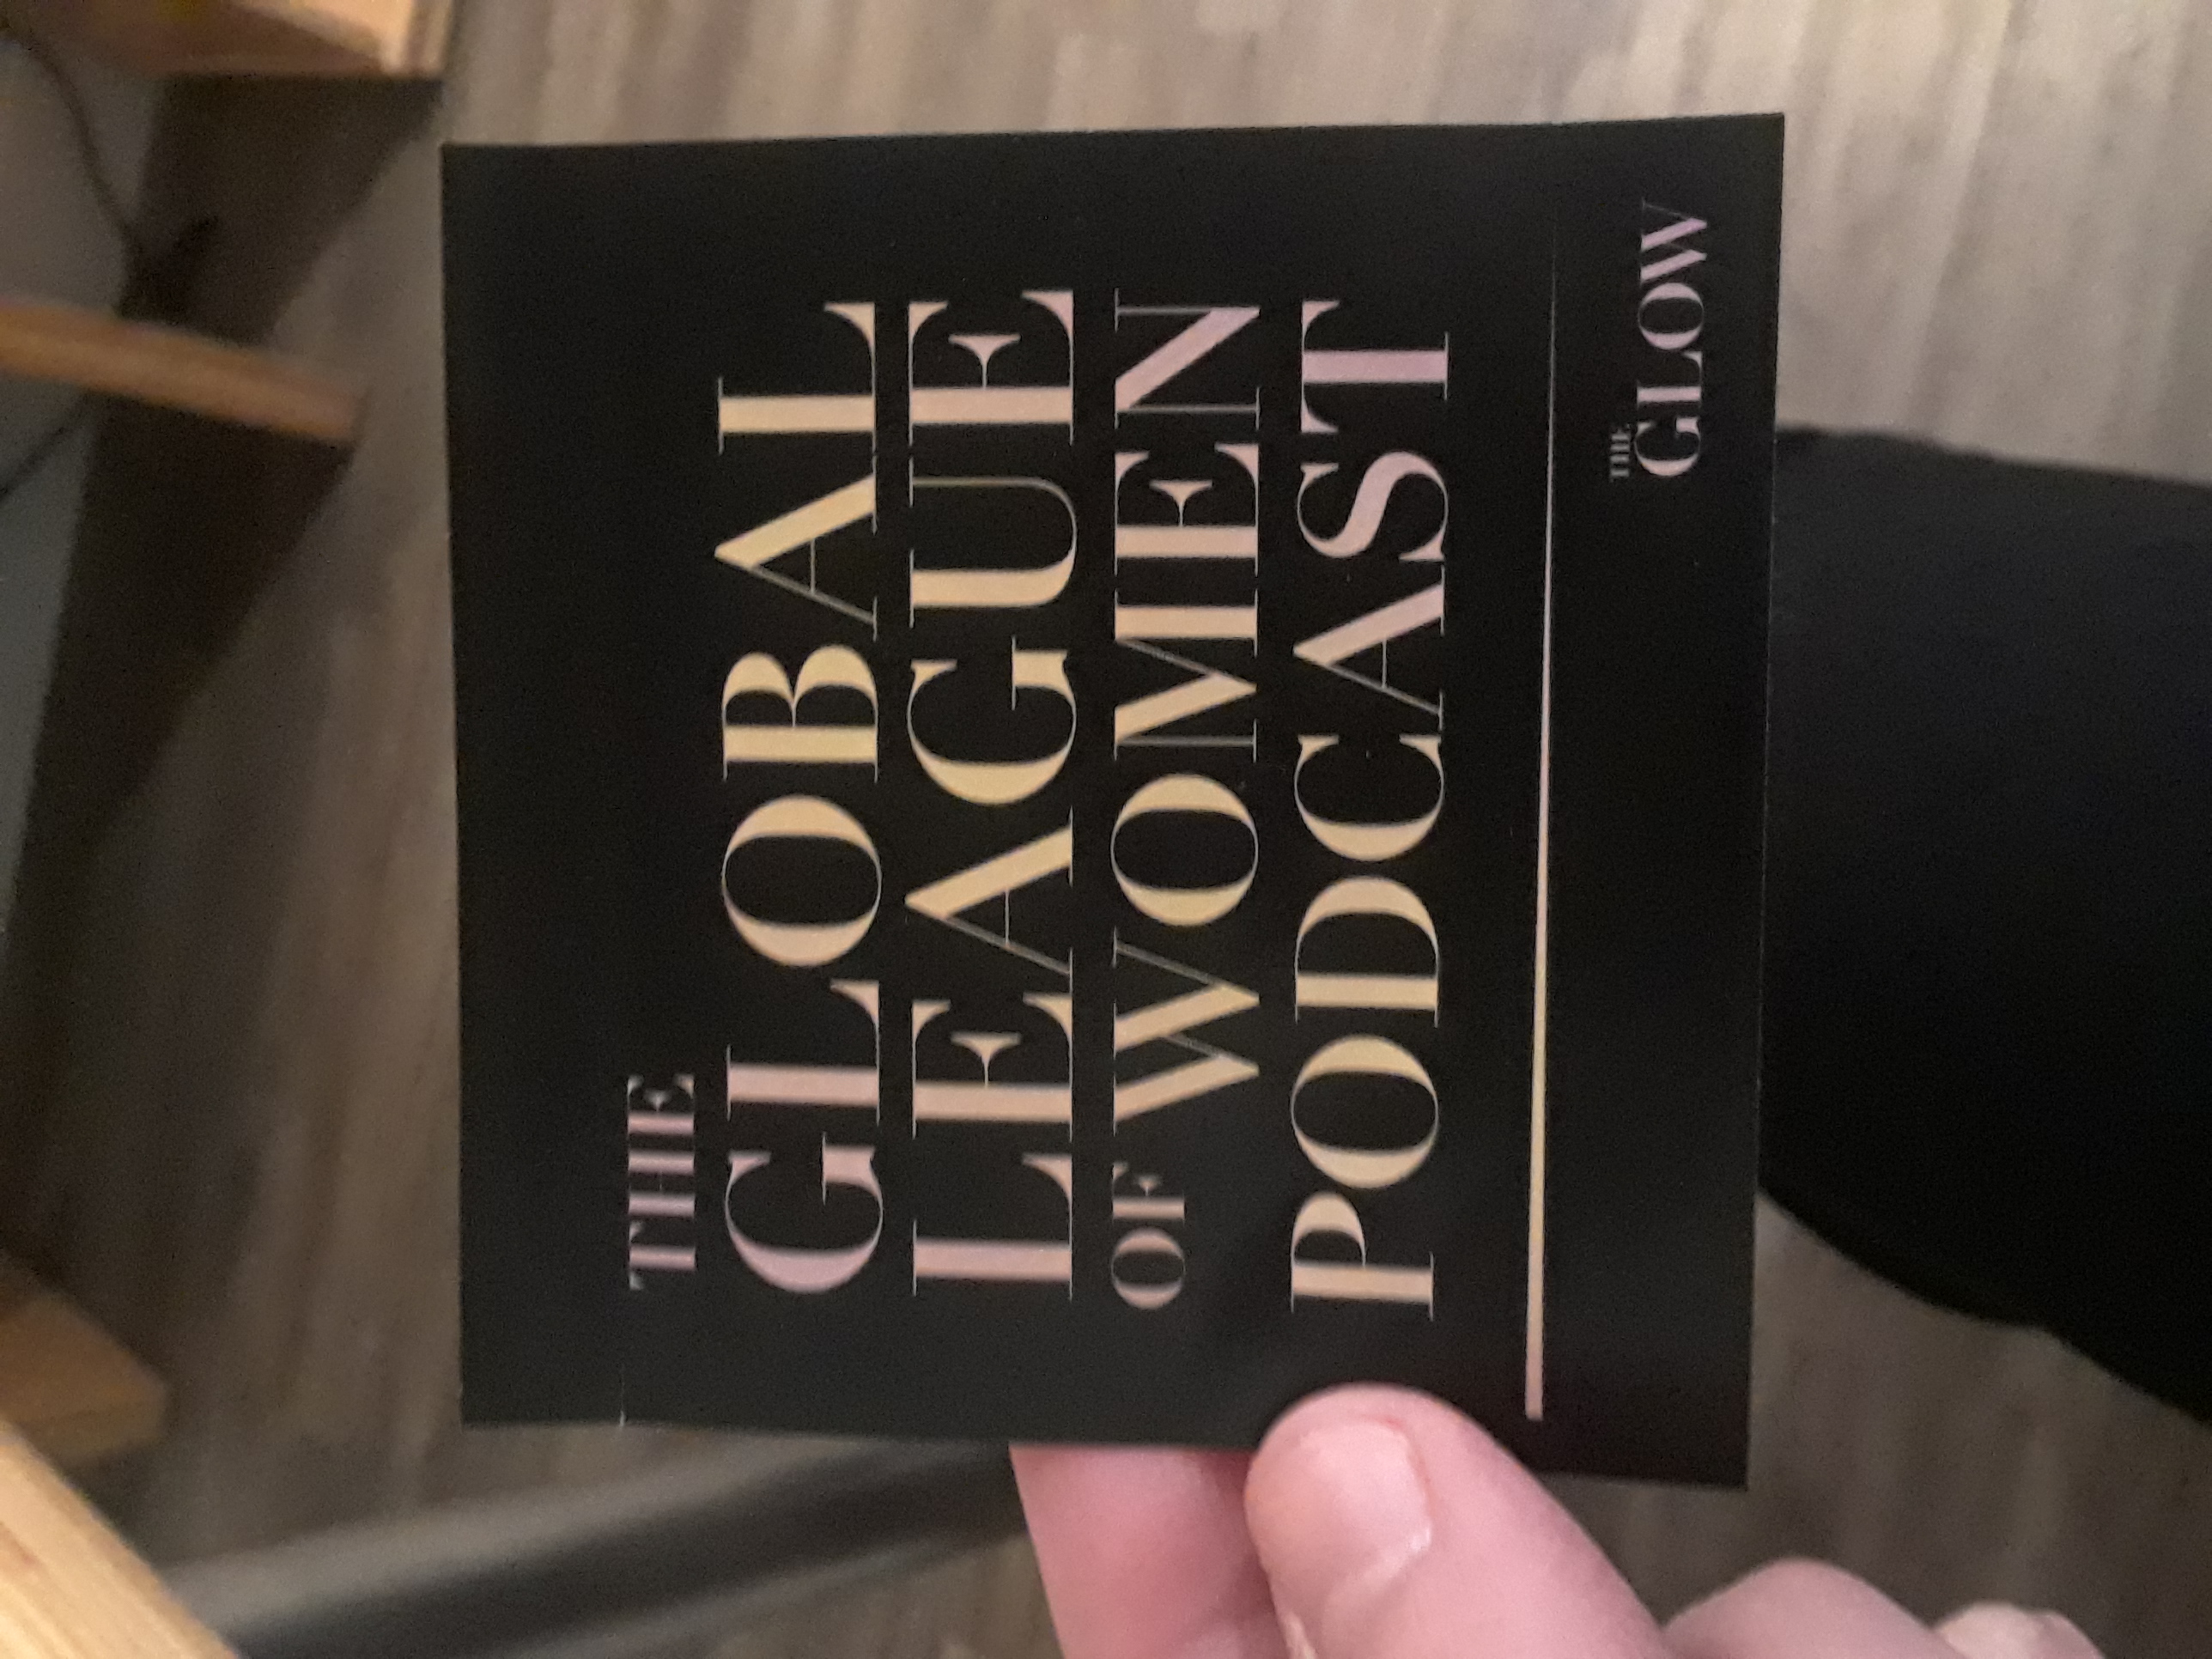 THE
GLOBAL
LEAGUE
OF WOMEN
PODCAST
THE
GLOW